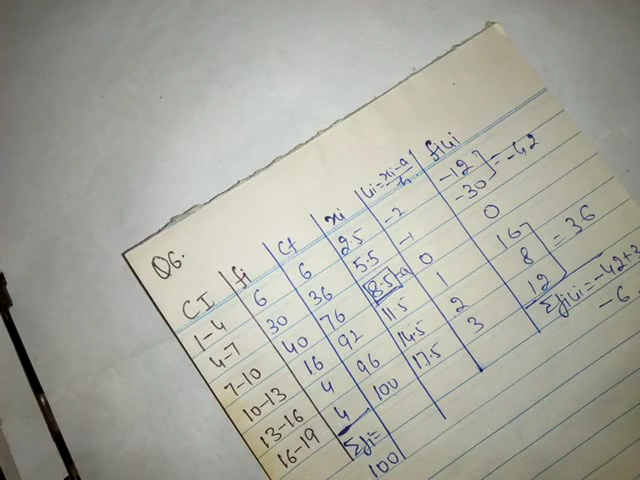 Q6.
CI fi cf xi ui=xi-a/h fiui
1-4 6 6 2.5 -2 -12 ] = -42
4-7 30 36 5.5 -1 -30
7-10 40 76 8.5=a 0 0
10-13 16 92 11.5 1 16 ] = 36
13-16 4 96 14.5 2 8
16-19 4 100 17.5 3 12
Σfi= Σfiui=-42+3
100 -6